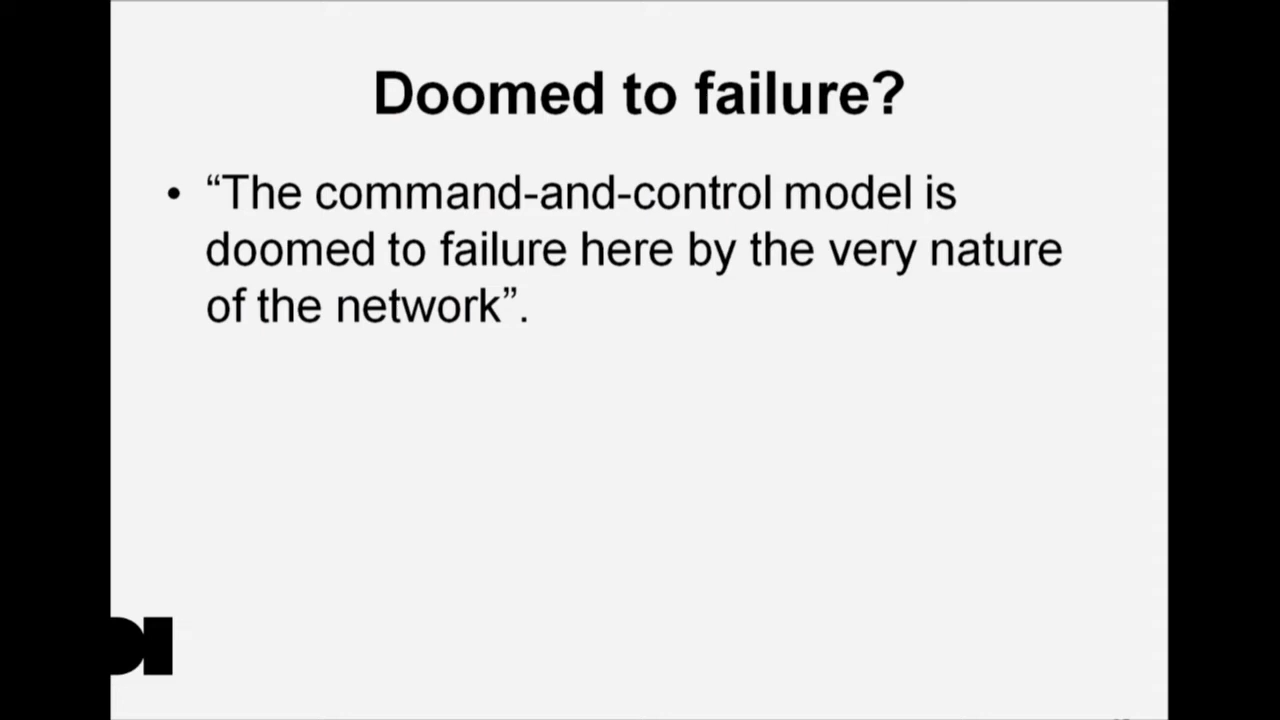 Doomed to failure?
• “The command-and-control model is
doomed to failure here by the very nature
of the network”.